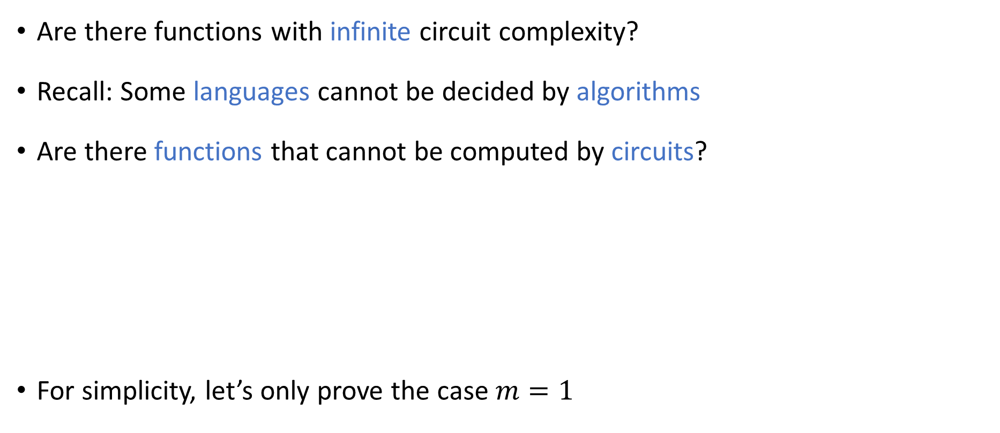 • Are there functions with infinite circuit complexity?
• Recall: Some languages cannot be decided by algorithms
• Are there functions that cannot be computed by circuits?
• For simplicity, let’s only prove the case 𝑚 = 1